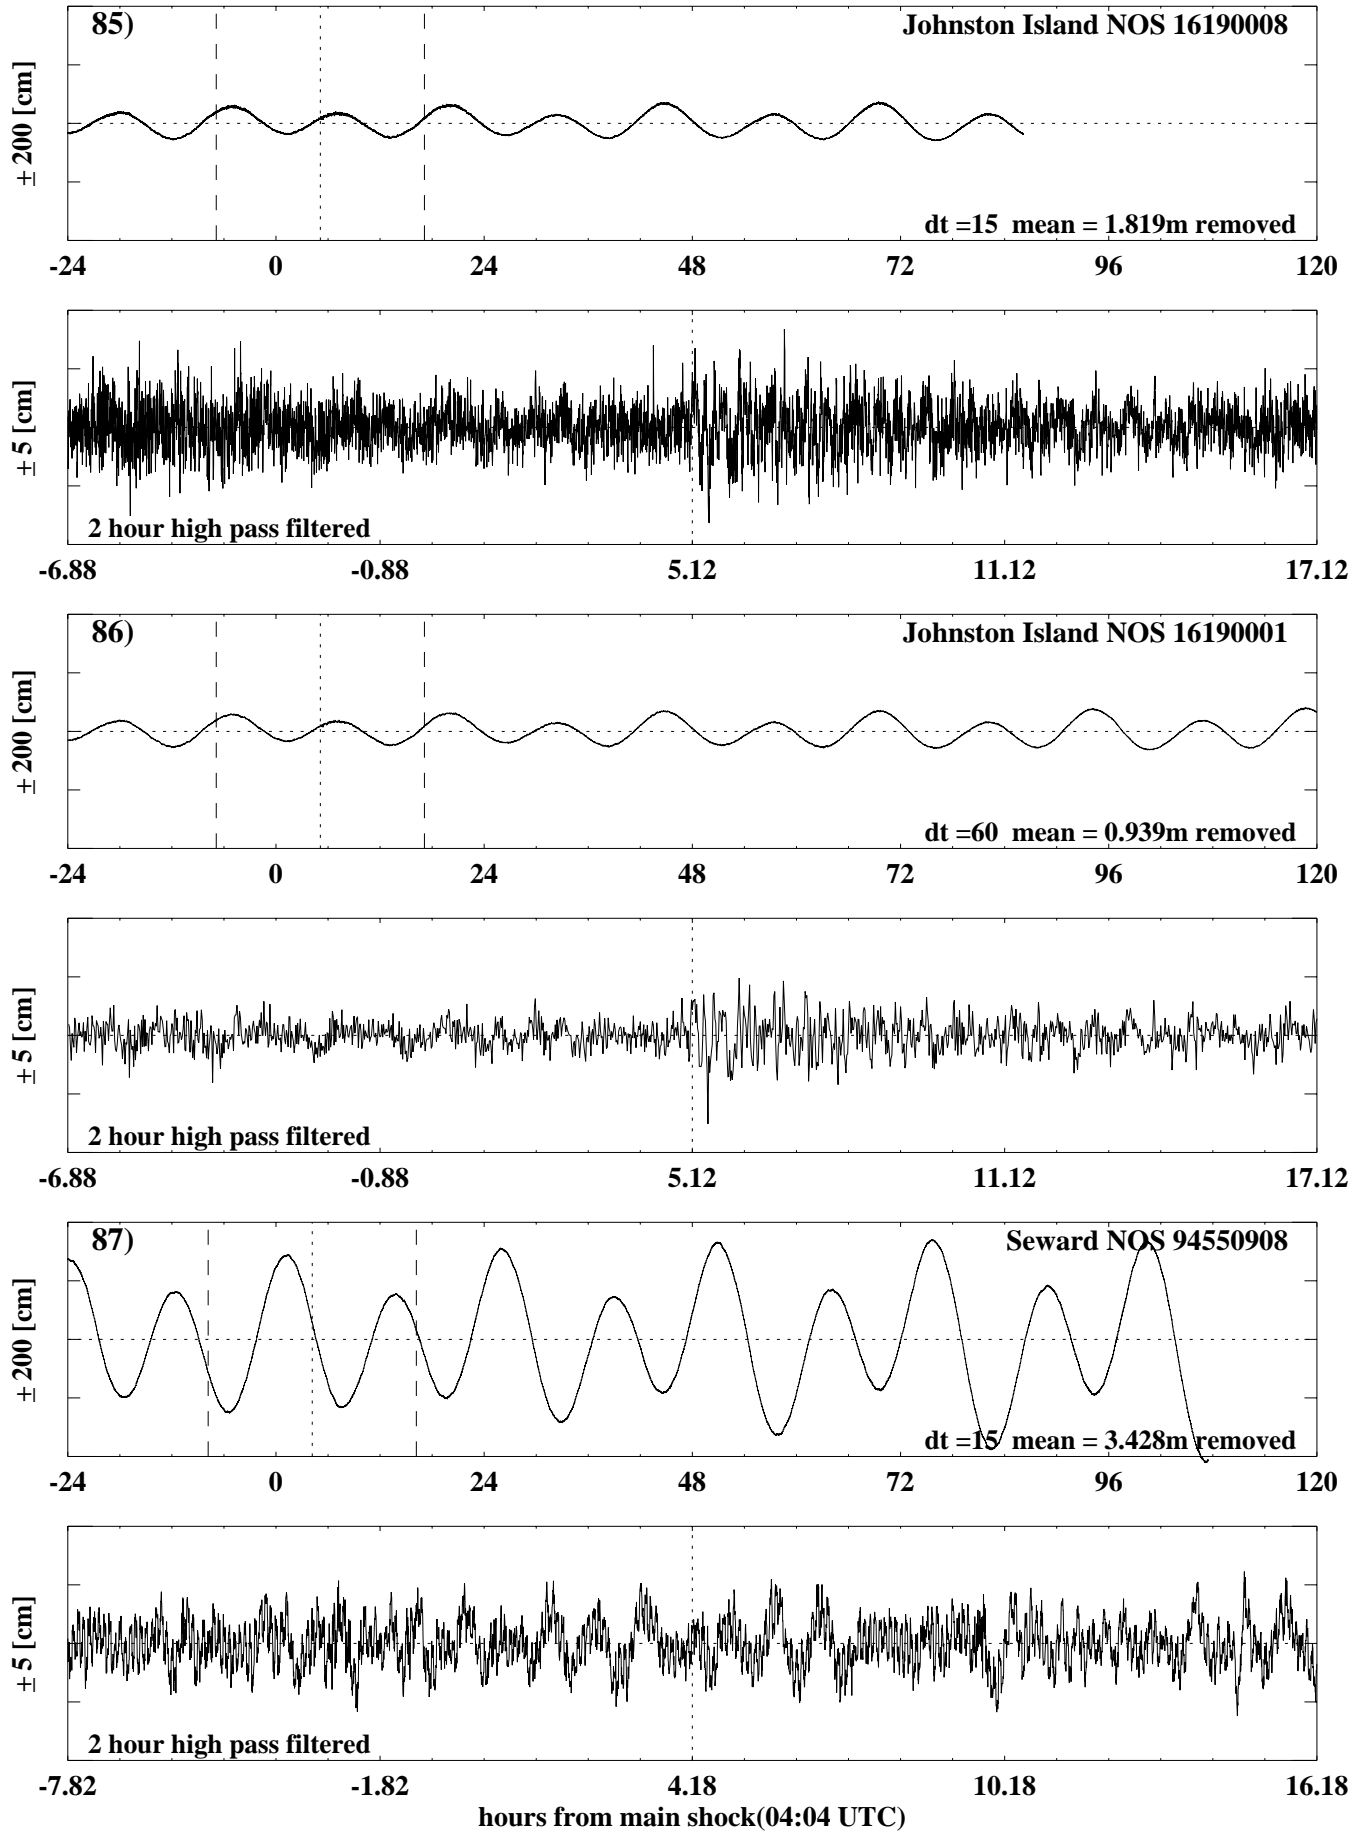 85) Johnston Island NOS 16190008
± 200 [cm]
dt =15 mean = 1.819m removed
-24 0 24 48 72 96 120
± 5 [cm]
2 hour high pass filtered
-6.88 -0.88 5.12 11.12 17.12
86) Johnston Island NOS 16190001
± 200 [cm]
dt =60 mean = 0.939m removed
-24 0 24 48 72 96 120
± 5 [cm]
2 hour high pass filtered
-6.88 -0.88 5.12 11.12 17.12
87) Seward NOS 94550908
± 200 [cm]
dt =15 mean = 3.428m removed
-24 0 24 48 72 96 120
± 5 [cm]
2 hour high pass filtered
-7.82 -1.82 4.18 10.18 16.18
hours from main shock(04:04 UTC)